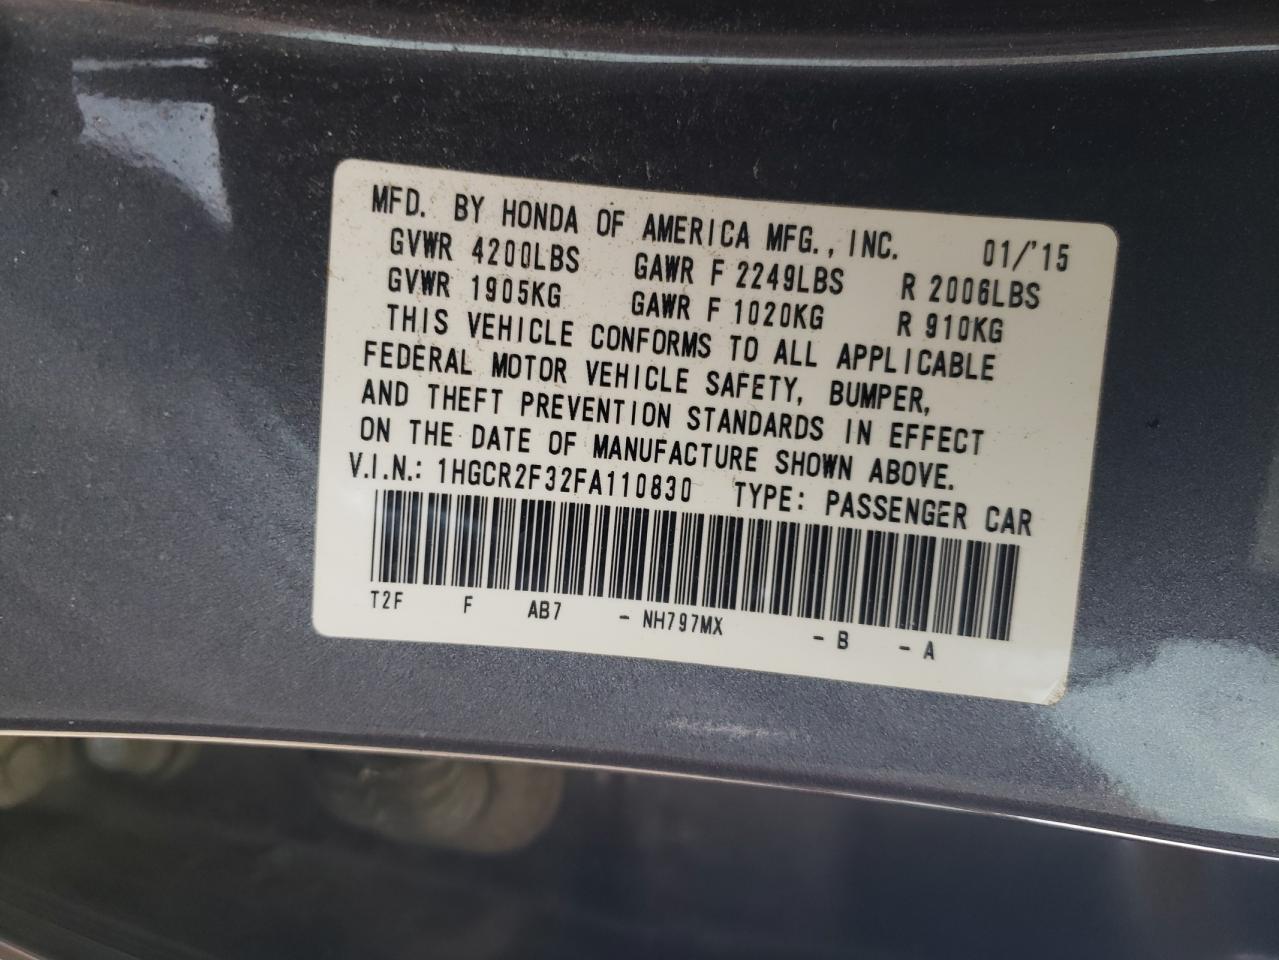 MFD. BY HONDA OF AMERICA MFG., INC. 01/'15
GVWR 4200LBS GAWR F 2249LBS R 2006LBS
GVWR 1905KG GAWR F 1020KG R 910KG
THIS VEHICLE CONFORMS TO ALL APPLICABLE
FEDERAL MOTOR VEHICLE SAFETY, BUMPER,
AND THEFT PREVENTION STANDARDS IN EFFECT
ON THE DATE OF MANUFACTURE SHOWN ABOVE.
V.I.N.: 1HGCR2F32FA110830 TYPE: PASSENGER CAR
T2F F AB7 - NH797MX - B - A